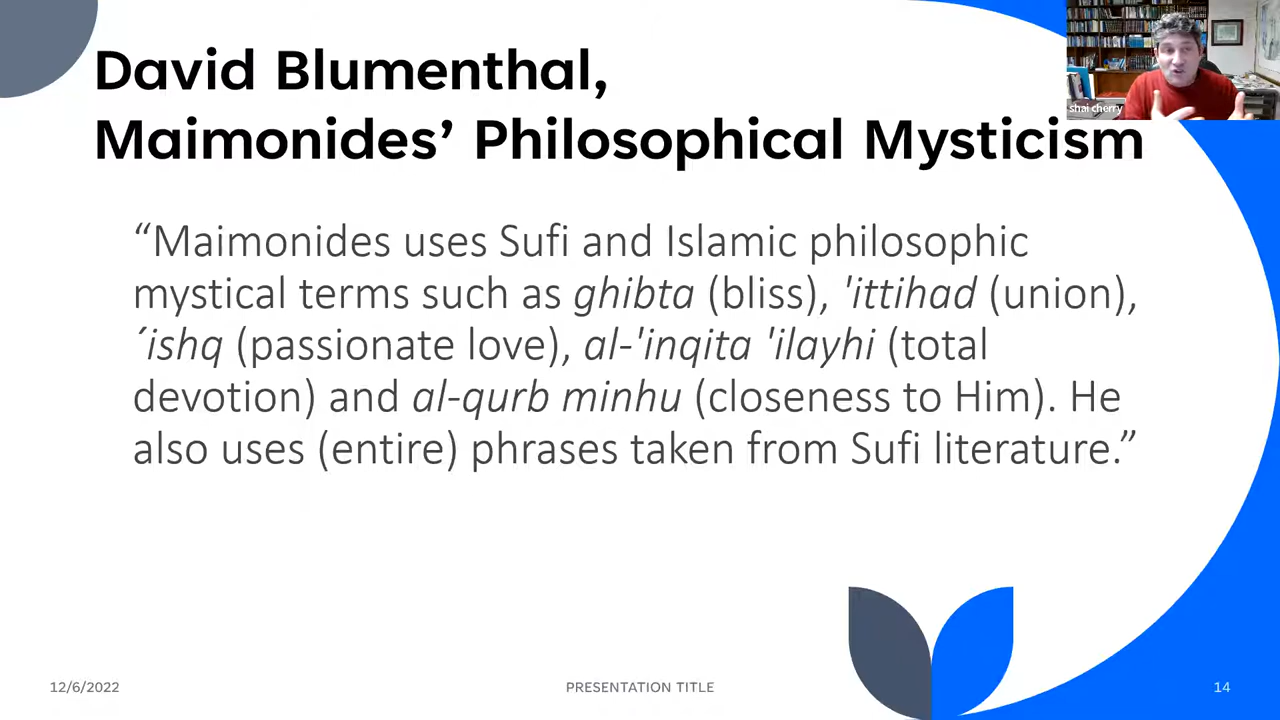 David Blumenthal,
Maimonides’ Philosophical Mysticism
shai cherry
“Maimonides uses Sufi and Islamic philosophic
mystical terms such as ghibta (bliss), 'ittihad (union),
´ishq (passionate love), al-'inqita 'ilayhi (total
devotion) and al-qurb minhu (closeness to Him). He
also uses (entire) phrases taken from Sufi literature.”
12/6/2022
PRESENTATION TITLE
14